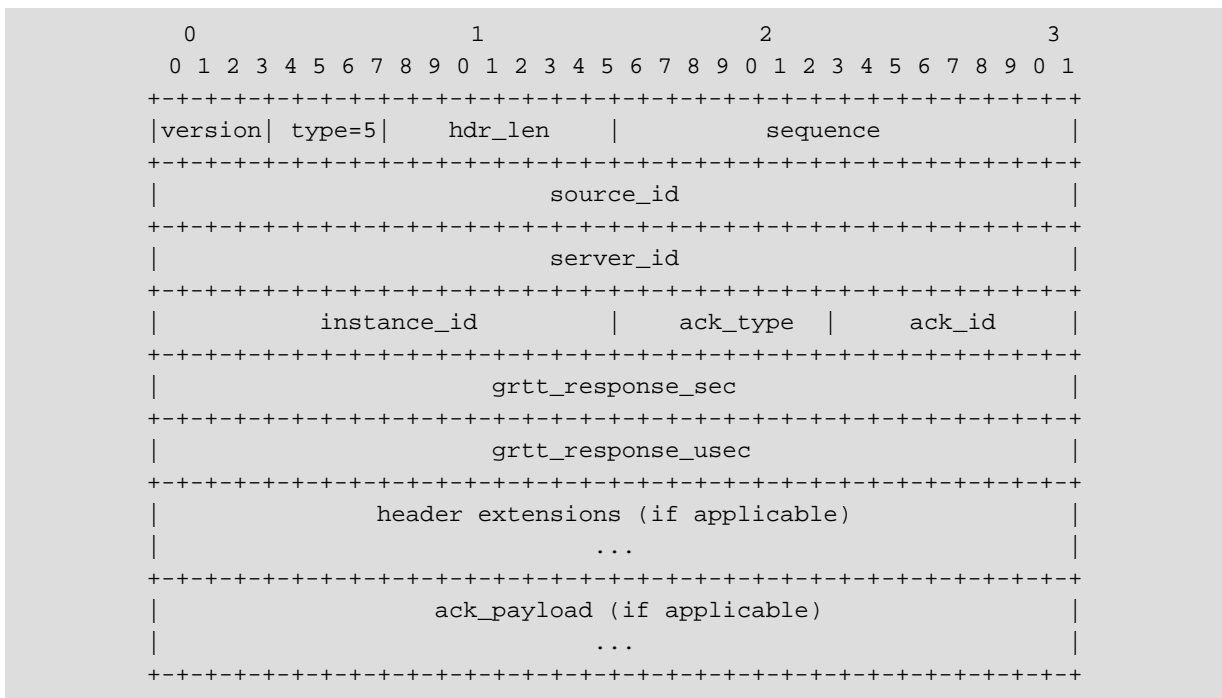 0                   1                   2                   3
0 1 2 3 4 5 6 7 8 9 0 1 2 3 4 5 6 7 8 9 0 1 2 3 4 5 6 7 8 9 0 1
+-+-+-+-+-+-+-+-+-+-+-+-+-+-+-+-+-+-+-+-+-+-+-+-+-+-+-+-+-+-+-+-+
|version| type=5|    hdr_len    |          sequence             |
+-+-+-+-+-+-+-+-+-+-+-+-+-+-+-+-+-+-+-+-+-+-+-+-+-+-+-+-+-+-+-+-+
|                           source_id                           |
+-+-+-+-+-+-+-+-+-+-+-+-+-+-+-+-+-+-+-+-+-+-+-+-+-+-+-+-+-+-+-+-+
|                           server_id                           |
+-+-+-+-+-+-+-+-+-+-+-+-+-+-+-+-+-+-+-+-+-+-+-+-+-+-+-+-+-+-+-+-+
|           instance_id         |    ack_type   |     ack_id    |
+-+-+-+-+-+-+-+-+-+-+-+-+-+-+-+-+-+-+-+-+-+-+-+-+-+-+-+-+-+-+-+-+
|                       grtt_response_sec                       |
+-+-+-+-+-+-+-+-+-+-+-+-+-+-+-+-+-+-+-+-+-+-+-+-+-+-+-+-+-+-+-+-+
|                       grtt_response_usec                      |
+-+-+-+-+-+-+-+-+-+-+-+-+-+-+-+-+-+-+-+-+-+-+-+-+-+-+-+-+-+-+-+-+
|               header extensions (if applicable)               |
|                              ...                              |
+-+-+-+-+-+-+-+-+-+-+-+-+-+-+-+-+-+-+-+-+-+-+-+-+-+-+-+-+-+-+-+-+
|                   ack_payload (if applicable)                 |
|                              ...                              |
+-+-+-+-+-+-+-+-+-+-+-+-+-+-+-+-+-+-+-+-+-+-+-+-+-+-+-+-+-+-+-+-+